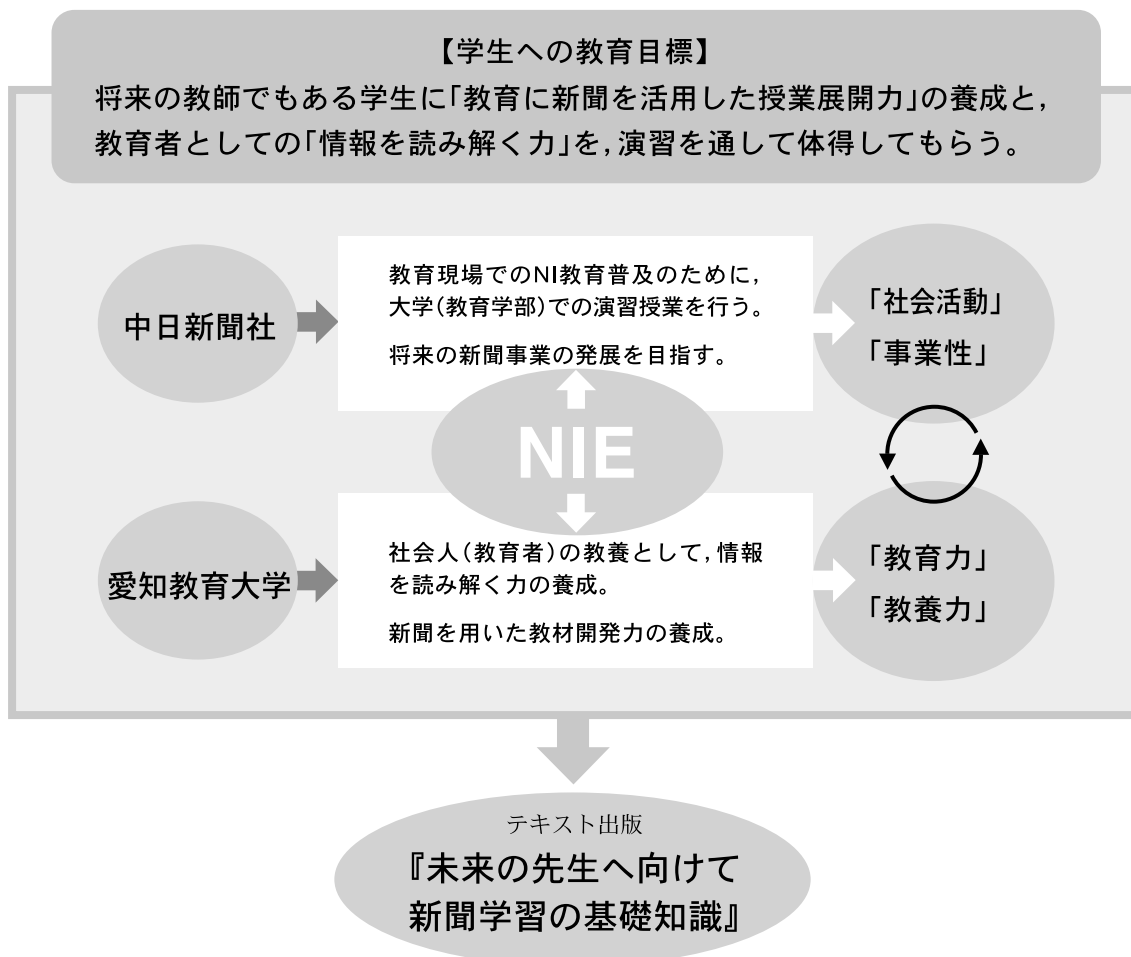 【学生への教育目標】
将来の教師でもある学生に「教育に新聞を活用した授業展開力」の養成と,
教育者としての「情報を読み解く力」を,演習を通して体得してもらう。
中日新聞社
教育現場でのNI教育普及のために,
大学(教育学部)での演習授業を行う。
将来の新聞事業の発展を目指す。
「社会活動」
「事業性」
NIE
愛知教育大学
社会人(教育者)の教養として,情報
を読み解く力の養成。
新聞を用いた教材開発力の養成。
「教育力」
「教養力」
テキスト出版
『未来の先生へ向けて
新聞学習の基礎知識』